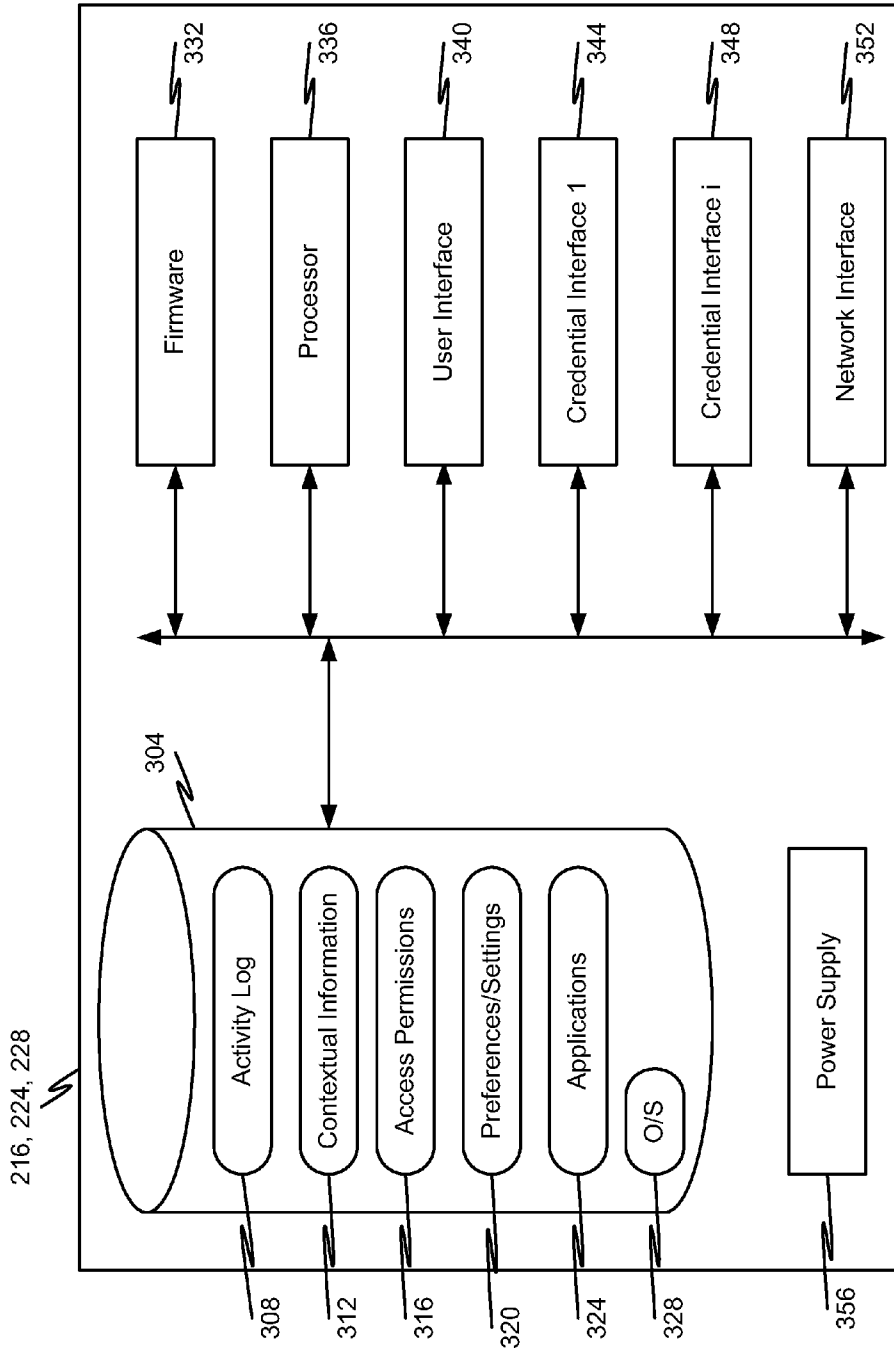 216, 224, 228
304
Activity Log
308
Contextual Information
312
Access Permissions
316
Preferences/Settings
320
Applications
324
O/S
328
Power Supply
356
Firmware
332
Processor
336
User Interface
340
Credential Interface 1
344
Credential Interface i
348
Network Interface
352